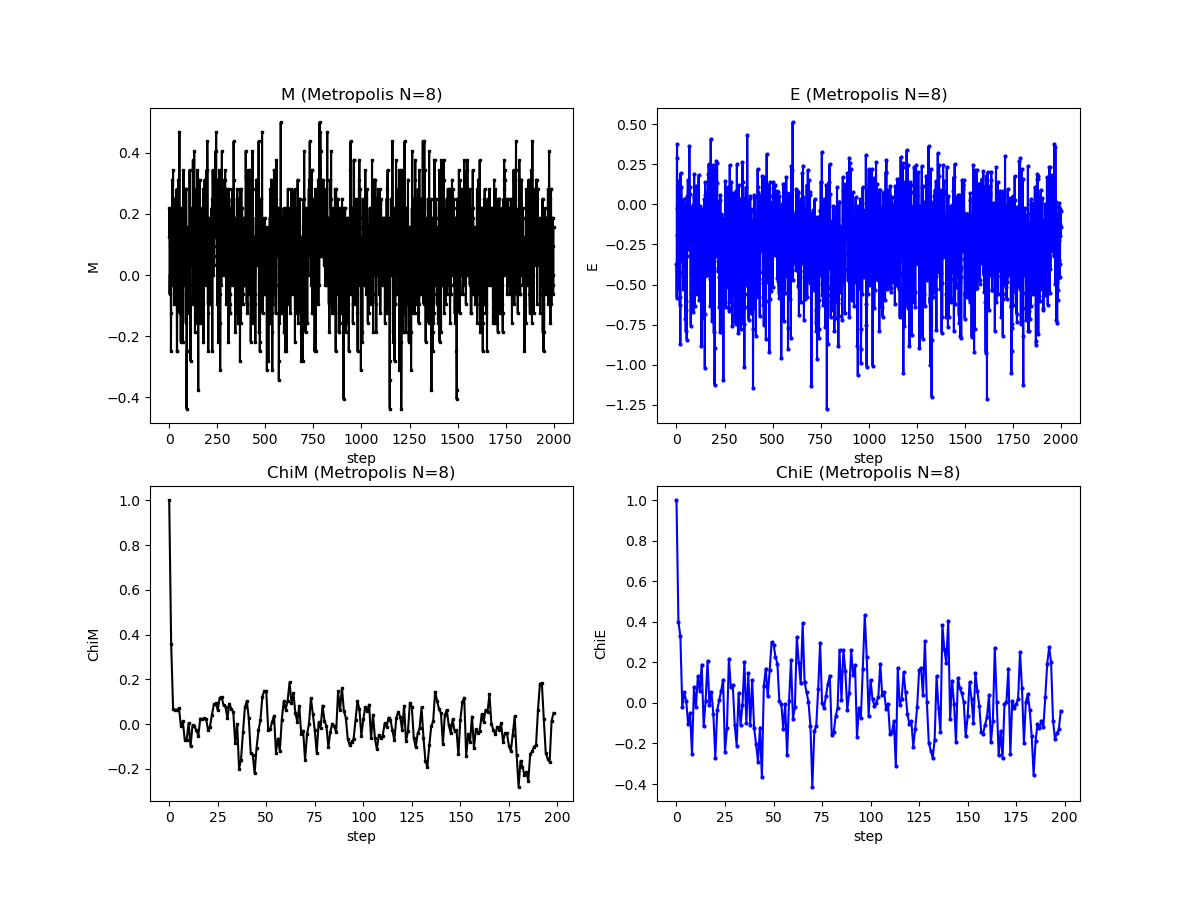 M (Metropolis N=8)
M
0.4
0.2
0.0
−0.2
−0.4
0 250 500 750 1000 1250 1500 1750 2000
step
E (Metropolis N=8)
E
0.50
0.25
0.00
−0.25
−0.50
−0.75
−1.00
−1.25
0 250 500 750 1000 1250 1500 1750 2000
step
ChiM (Metropolis N=8)
ChiM
1.0
0.8
0.6
0.4
0.2
0.0
−0.2
0 25 50 75 100 125 150 175 200
step
ChiE (Metropolis N=8)
ChiE
1.0
0.8
0.6
0.4
0.2
0.0
−0.2
−0.4
0 25 50 75 100 125 150 175 200
step